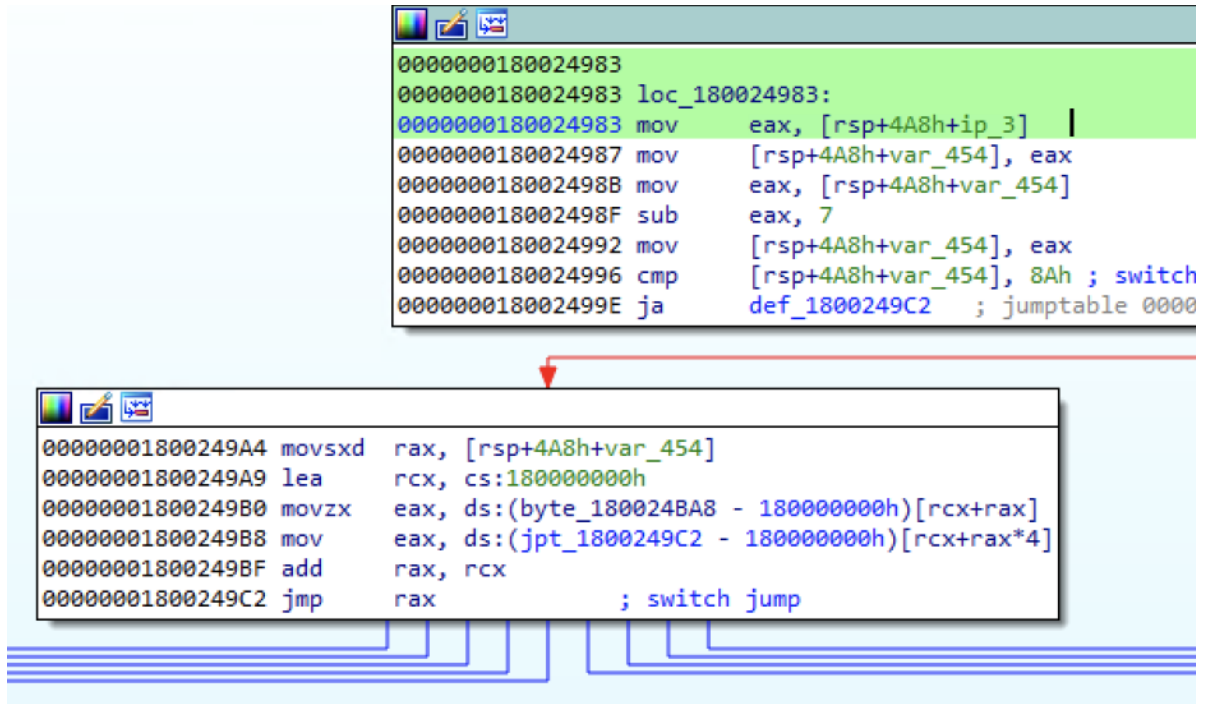 0000000180024983
0000000180024983 loc_180024983:
0000000180024983 mov     eax, [rsp+4A8h+ip_3]
0000000180024987 mov     [rsp+4A8h+var_454], eax
000000018002498B mov     eax, [rsp+4A8h+var_454]
000000018002498F sub     eax, 7
0000000180024992 mov     [rsp+4A8h+var_454], eax
0000000180024996 cmp     [rsp+4A8h+var_454], 8Ah ; switch
000000018002499E ja      def_1800249C2   ; jumptable 0000
00000001800249A4 movsxd  rax, [rsp+4A8h+var_454]
00000001800249A9 lea     rcx, cs:180000000h
00000001800249B0 movzx   eax, ds:(byte_180024BA8 - 180000000h)[rcx+rax]
00000001800249B8 mov     eax, ds:(jpt_1800249C2 - 180000000h)[rcx+rax*4]
00000001800249BF add     rax, rcx
00000001800249C2 jmp     rax             ; switch jump